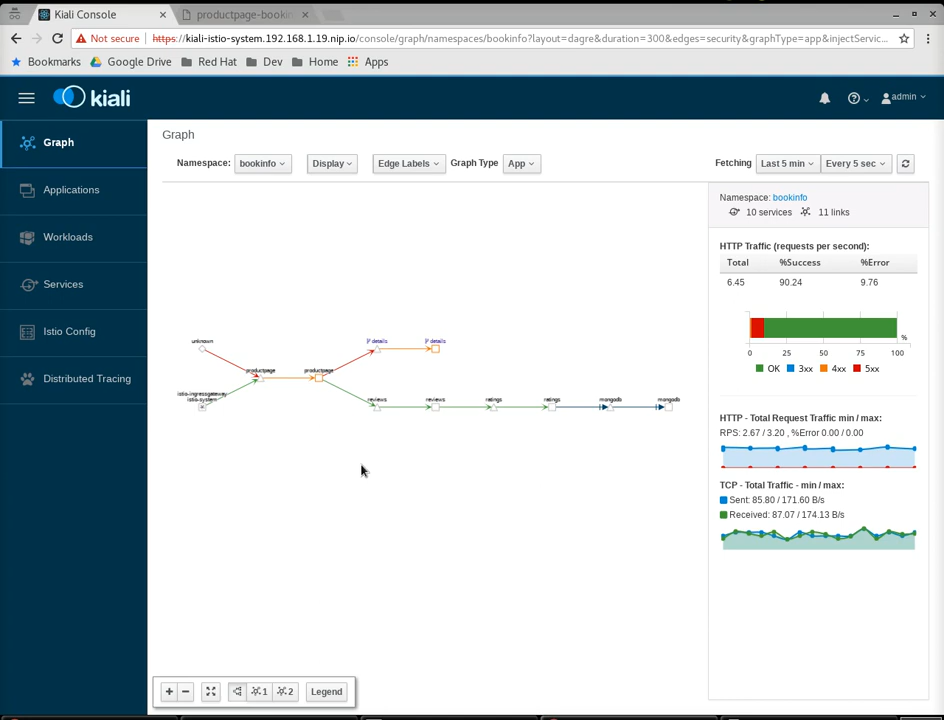 Kiali Console
productpage-bookin
Not secure
https://kiali-istio-system.192.168.1.19.nip.io/console/graph/namespaces/bookinfo?layout=dagre&duration=300&edges=security&graphType=app&injectServic...
Bookmarks
Google Drive
Red Hat
Dev
Home
Apps
kiali
admin
Graph
Applications
Workloads
Services
Istio Config
Distributed Tracing
Graph
Namespace: bookinfo
Display
Edge Labels
Graph Type App
Fetching Last 5 min Every 5 sec
unknown
istio-ingressgateway
istio-system
productpage
productpage
details
details
reviews
reviews
ratings
ratings
mongodb
mongodb
1
2
Legend
Namespace: bookinfo
10 services 11 links
HTTP Traffic (requests per second):
Total %Success %Error
6.45 90.24 9.76
%
0 25 50 75 100
OK 3xx 4xx 5xx
HTTP - Total Request Traffic min / max:
RPS: 2.67 / 3.20 , %Error 0.00 / 0.00
TCP - Total Traffic - min / max:
Sent: 85.80 / 171.60 B/s
Received: 87.07 / 174.13 B/s